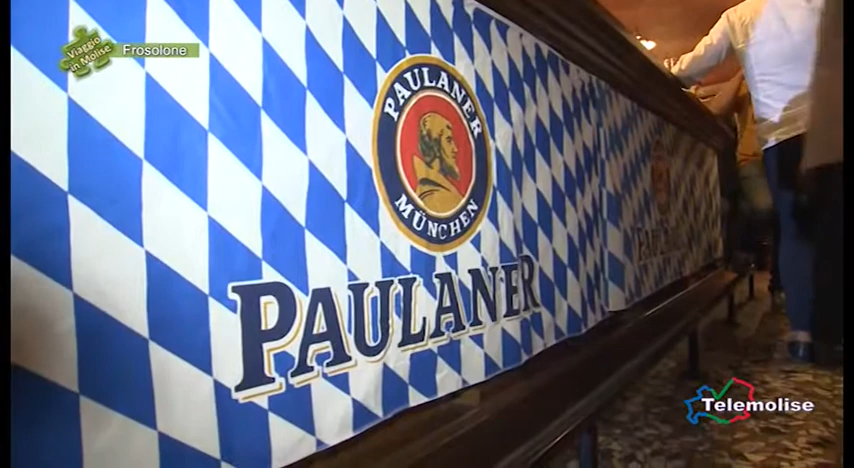 Viaggio
in Molise
Frosolone
PAULANER
MÜNCHEN
PAULANER
Telemolise